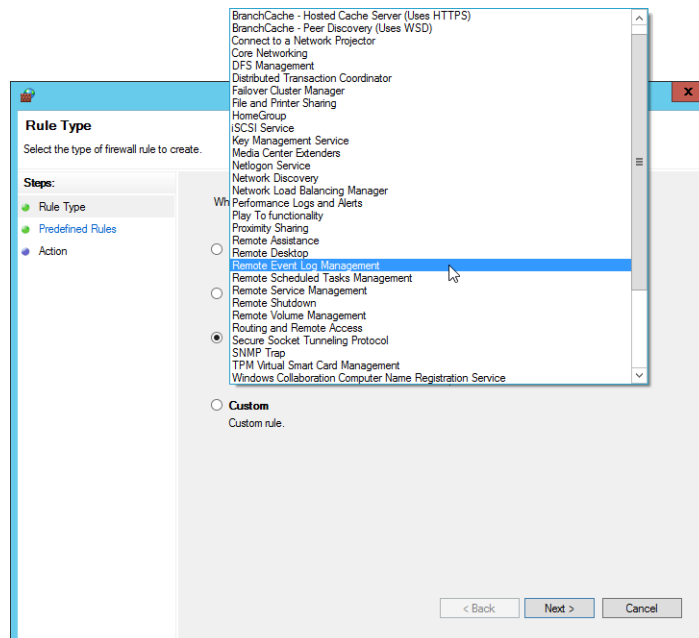 BranchCache - Hosted Cache Server (Uses HTTPS)
BranchCache - Peer Discovery (Uses WSD)
Connect to a Network Projector
Core Networking
DFS Management
Distributed Transaction Coordinator
Failover Cluster Manager
File and Printer Sharing
HomeGroup
iSCSI Service
Key Management Service
Media Center Extenders
Netlogon Service
Network Discovery
Network Load Balancing Manager
Performance Logs and Alerts
Play To functionality
Proximity Sharing
Remote Assistance
Remote Desktop
Remote Event Log Management
Remote Scheduled Tasks Management
Remote Service Management
Remote Shutdown
Remote Volume Management
Routing and Remote Access
Secure Socket Tunneling Protocol
SNMP Trap
TPM Virtual Smart Card Management
Windows Collaboration Computer Name Registration Service
Rule Type
Select the type of firewall rule to create.
Steps:
Rule Type
Predefined Rules
Action
Wh
Custom
Custom rule.
< Back
Next >
Cancel